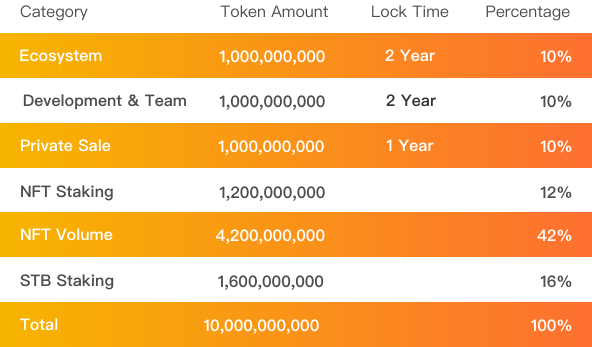 Category Token Amount Lock Time Percentage
Ecosystem 1,000,000,000 2 Year 10%
Development & Team 1,000,000,000 2 Year 10%
Private Sale 1,000,000,000 1 Year 10%
NFT Staking 1,200,000,000 12%
NFT Volume 4,200,000,000 42%
STB Staking 1,600,000,000 16%
Total 10,000,000,000 100%